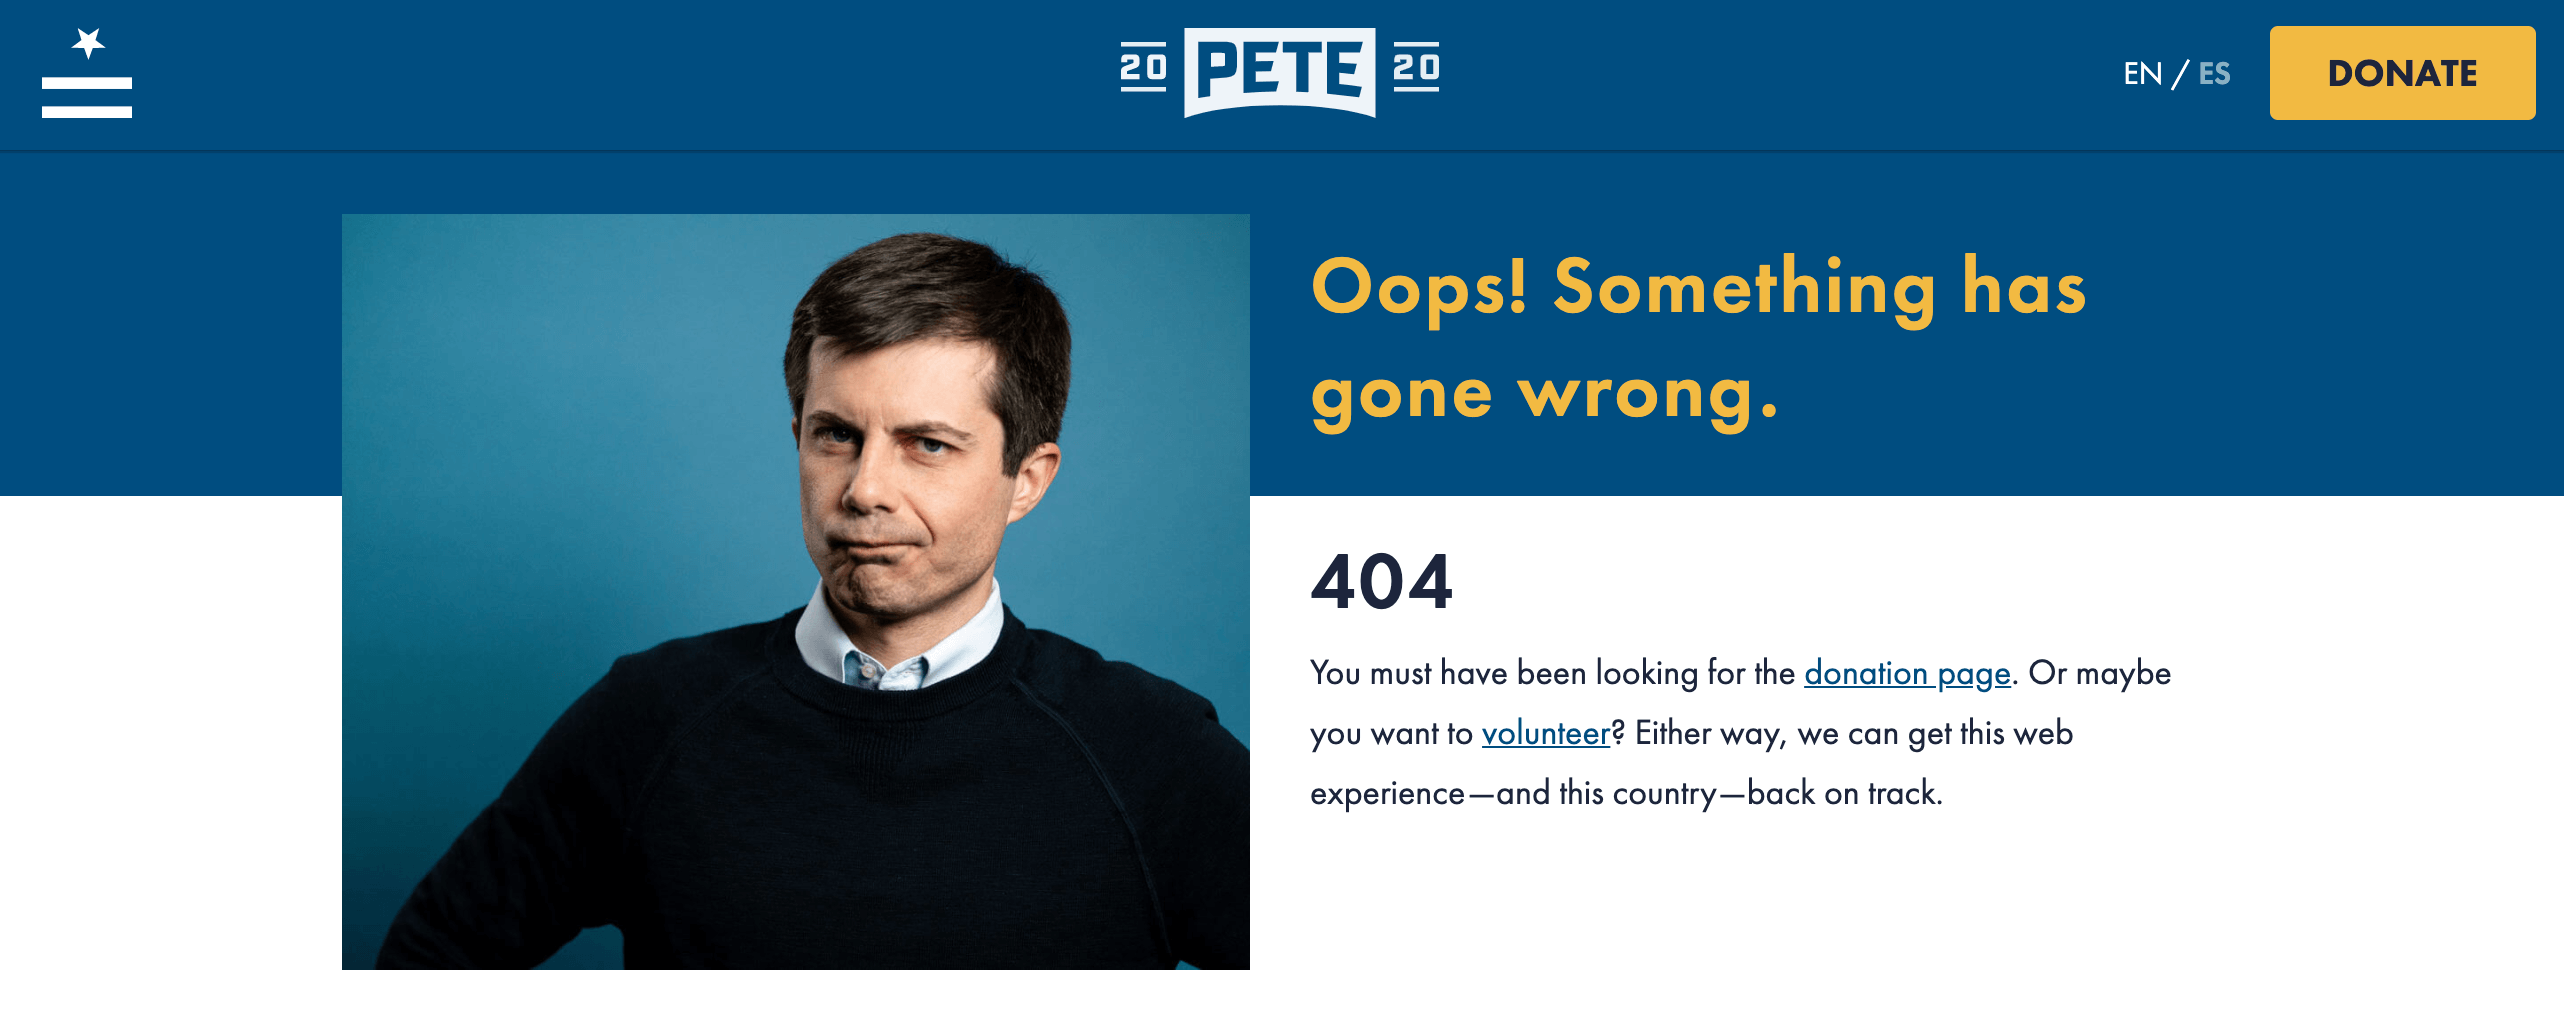 20 PETE 20
EN / ES
DONATE
Oops! Something has
gone wrong.
404
You must have been looking for the donation page. Or maybe
you want to volunteer? Either way, we can get this web
experience—and this country—back on track.